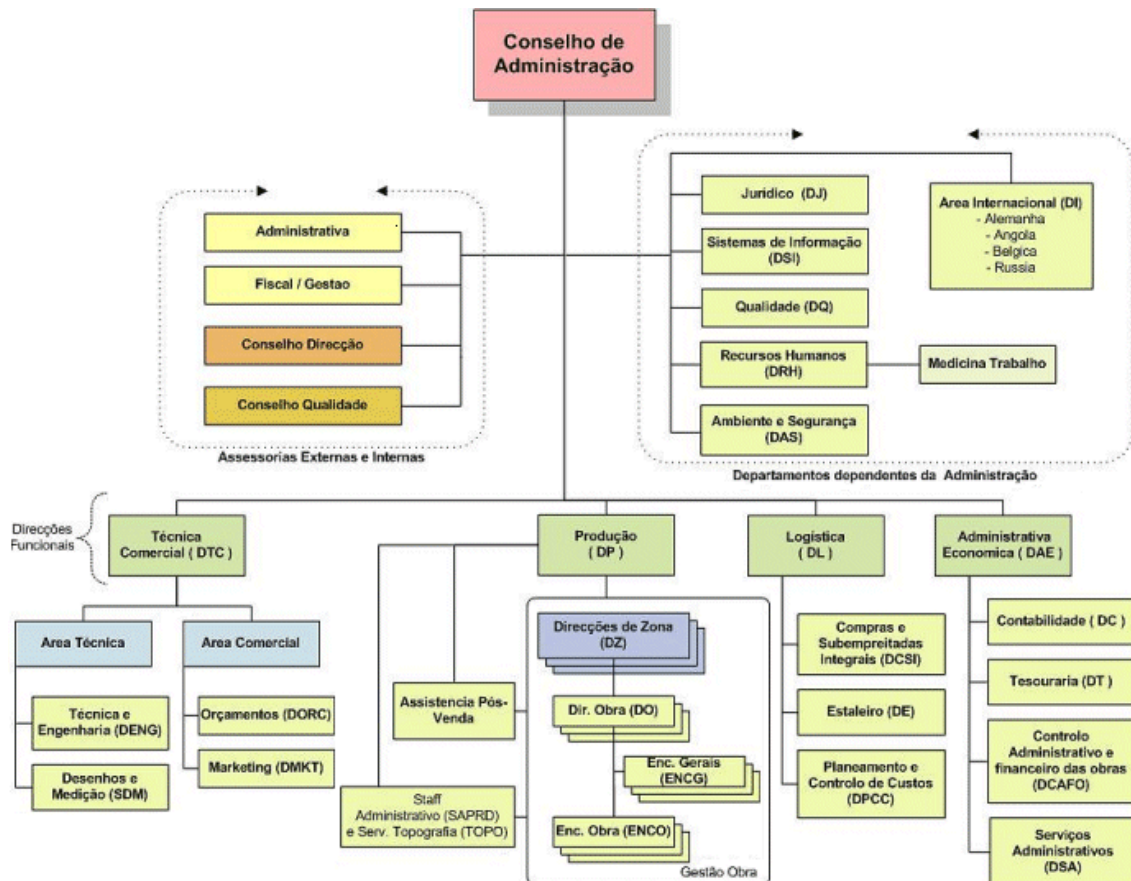 Conselho de
Administração
Administrativa
Fiscal / Gestao
Conselho Direcção
Conselho Qualidade
Assessorias Externas e Internas
Jurídico (DJ)
Sistemas de Informação
(DSI)
Qualidade (DQ)
Recursos Humanos
(DRH)
Ambiente e Segurança
(DAS)
Area Internacional (DI)
- Alemanha
- Angola
- Belgica
- Russia
Medicina Trabalho
Departamentos dependentes da Administração
Direcções
Funcionais
Técnica
Comercial ( DTC)
Produção
( DP)
Logística
( DL)
Administrativa
Economica ( DAE)
Area Técnica
Area Comercial
Técnica e
Engenharia (DENG)
Desenhos e
Medição (SDM)
Orçamentos (DORC)
Marketing (DMKT)
Assistencia Pós-
Venda
Staff
Administrativo (SAPRD)
e Serv. Topografia (TOPO)
Direcções de Zona
(DZ)
Dir. Obra (DO)
Enc. Gerais
(ENCG)
Enc. Obra (ENCO)
Gestão Obra
Compras e
Subempreitadas
Integrais (DCSI)
Estaleiro (DE)
Planeamento e
Controlo de Custos
(DPCC)
Contabilidade ( DC )
Tesouraria (DT )
Controlo
Administrativo e
financeiro das obras
(DCAFO)
Serviços
Administrativos
(DSA)